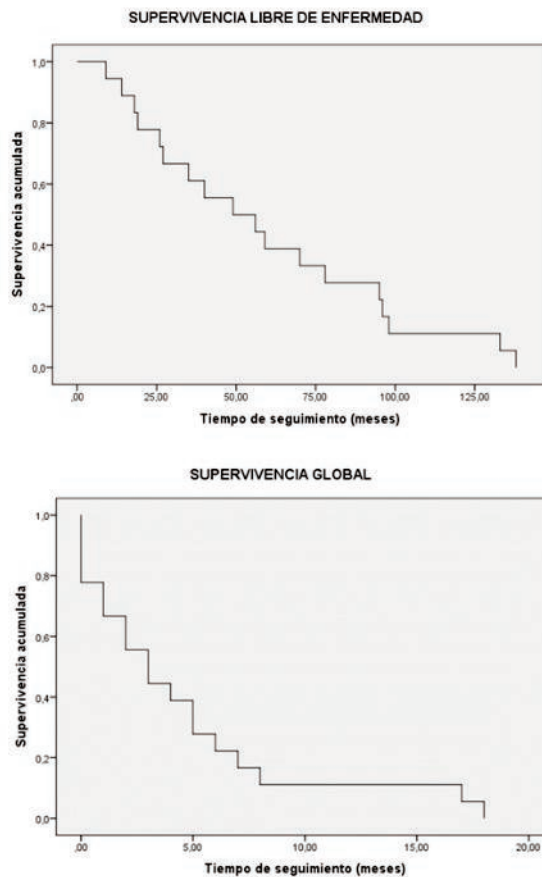 SUPERVIVENCIA LIBRE DE ENFERMEDAD
Supervivencia acumulada
1,0
0,8
0,6
0,4
0,2
0,0
,00 25,00 50,00 75,00 100,00 125,00
Tiempo de seguimiento (meses)
SUPERVIVENCIA GLOBAL
Supervivencia acumulada
1,0
0,8
0,6
0,4
0,2
0,0
,00 5,00 10,00 15,00 20,00
Tiempo de seguimiento (meses)